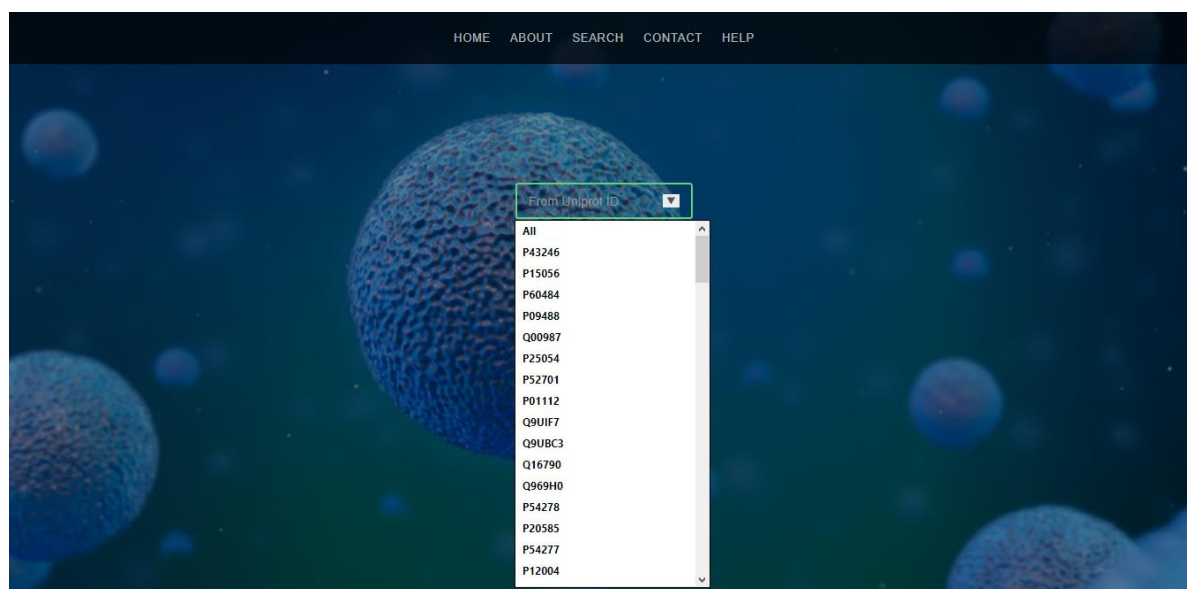 HOME ABOUT SEARCH CONTACT HELP
From Uniprot ID
All
P43246
P15056
P60484
P09488
Q00987
P25054
P52701
P01112
Q9UIF7
Q9UBC3
Q16790
Q969H0
P54278
P20585
P54277
P12004